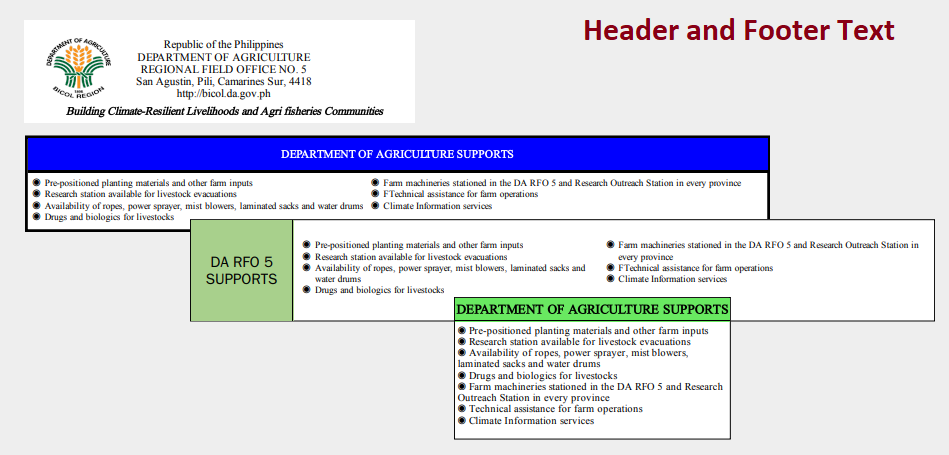 Header and Footer Text
DEPARTMENT OF AGRICULTURE
1898
BICOL REGION
Republic of the Philippines
DEPARTMENT OF AGRICULTURE
REGIONAL FIELD OFFICE NO. 5
San Agustin, Pili, Camarines Sur, 4418
http://bicol.da.gov.ph
Building Climate-Resilient Livelihoods and Agri fisheries Communities
DEPARTMENT OF AGRICULTURE SUPPORTS
◉ Pre-positioned planting materials and other farm inputs
◉ Research station available for livestock evacuations
◉ Availability of ropes, power sprayer, mist blowers, laminated sacks and water drums
◉ Drugs and biologics for livestocks
◉ Farm machineries stationed in the DA RFO 5 and Research Outreach Station in every province
◉ FTechnical assistance for farm operations
◉ Climate Information services
DA RFO 5
SUPPORTS
◉ Pre-positioned planting materials and other farm inputs
◉ Research station available for livestock evacuations
◉ Availability of ropes, power sprayer, mist blowers, laminated sacks and
water drums
◉ Drugs and biologics for livestocks
◉ Farm machineries stationed in the DA RFO 5 and Research Outreach Station in
every province
◉ FTechnical assistance for farm operations
◉ Climate Information services
DEPARTMENT OF AGRICULTURE SUPPORTS
◉ Pre-positioned planting materials and other farm inputs
◉ Research station available for livestock evacuations
◉ Availability of ropes, power sprayer, mist blowers,
laminated sacks and water drums
◉ Drugs and biologics for livestocks
◉ Farm machineries stationed in the DA RFO 5 and Research
Outreach Station in every province
◉ Technical assistance for farm operations
◉ Climate Information services